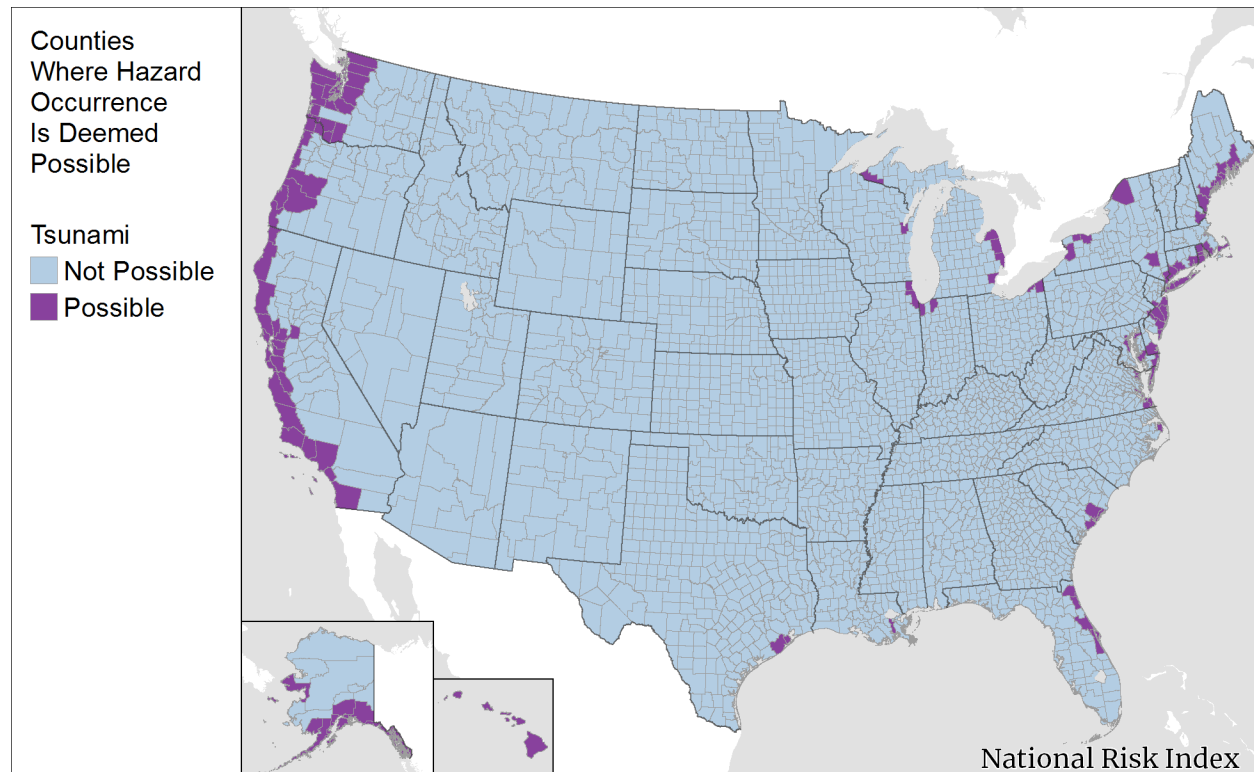 Counties
Where Hazard
Occurrence
Is Deemed
Possible
Tsunami
Not Possible
Possible
National Risk Index